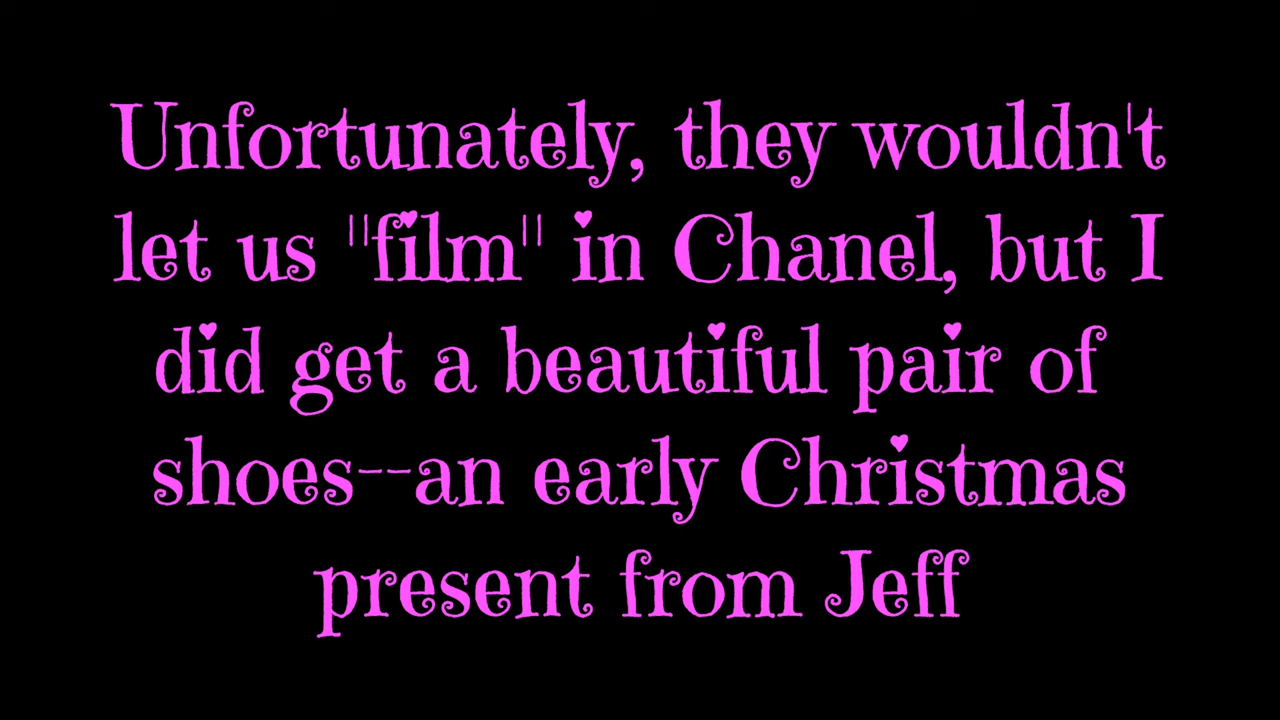 Unfortunately, they wouldn't
let us "film" in Chanel, but I
did get a beautiful pair of
shoes--an early Christmas
present from Jeff